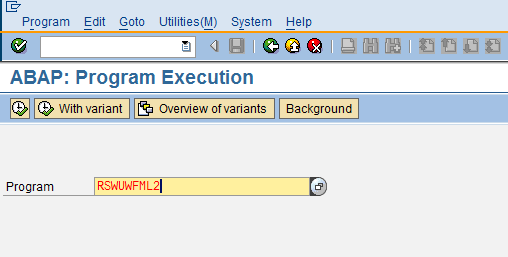 Program Edit Goto Utilities(M) System Help
ABAP: Program Execution
With variant Overview of variants Background
Program RSWUWFML2